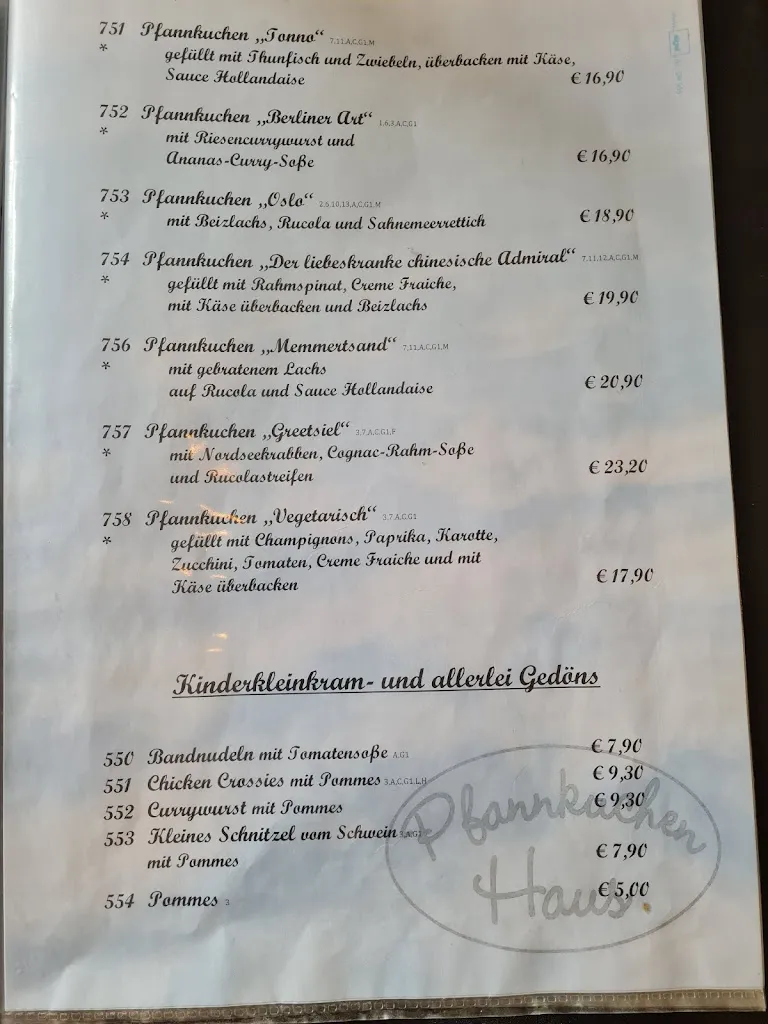 751 Pfannkuchen „Tonno“ 7,11,A,C,G1,M
* gefüllt mit Thunfisch und Zwiebeln, überbacken mit Käse,
Sauce Hollandaise € 16,90
752 Pfannkuchen „Berliner Art“ 1,6,3,A,C,G1
* mit Riesencurrywurst und
Ananas-Curry-Soße € 16,90
753 Pfannkuchen „Oslo“ 2,6,10,13,A,C,G1,M
* mit Beizlachs, Rucola und Sahnemeerrettich € 18,90
754 Pfannkuchen „Der liebeskranke chinesische Admiral“ 7,11,12,A,C,G1,M
* gefüllt mit Rahmspinat, Creme Fraiche,
mit Käse überbacken und Beizlachs € 19,90
756 Pfannkuchen „Memmertsand“ 7,11,A,C,G1,M
* mit gebratenem Lachs
auf Rucola und Sauce Hollandaise € 20,90
757 Pfannkuchen „Greetsiel“ 3,7,A,C,G1,F
* mit Nordseekrabben, Cognac-Rahm-Soße
und Rucolastreifen € 23,20
758 Pfannkuchen „Vegetarisch“ 3,7,A,C,G1
* gefüllt mit Champignons, Paprika, Karotte,
Zucchini, Tomaten, Creme Fraiche und mit
Käse überbacken € 17,90
Kinderkleinkram- und allerlei Gedöns
550 Bandnudeln mit Tomatensoße A,G1 € 7,90
551 Chicken Crossies mit Pommes 3,A,C,G1,L,H € 9,30
552 Currywurst mit Pommes € 9,30
553 Kleines Schnitzel vom Schwein 3,A,G1
mit Pommes € 7,90
554 Pommes 3 € 5,00
Pfannkuchen
Haus